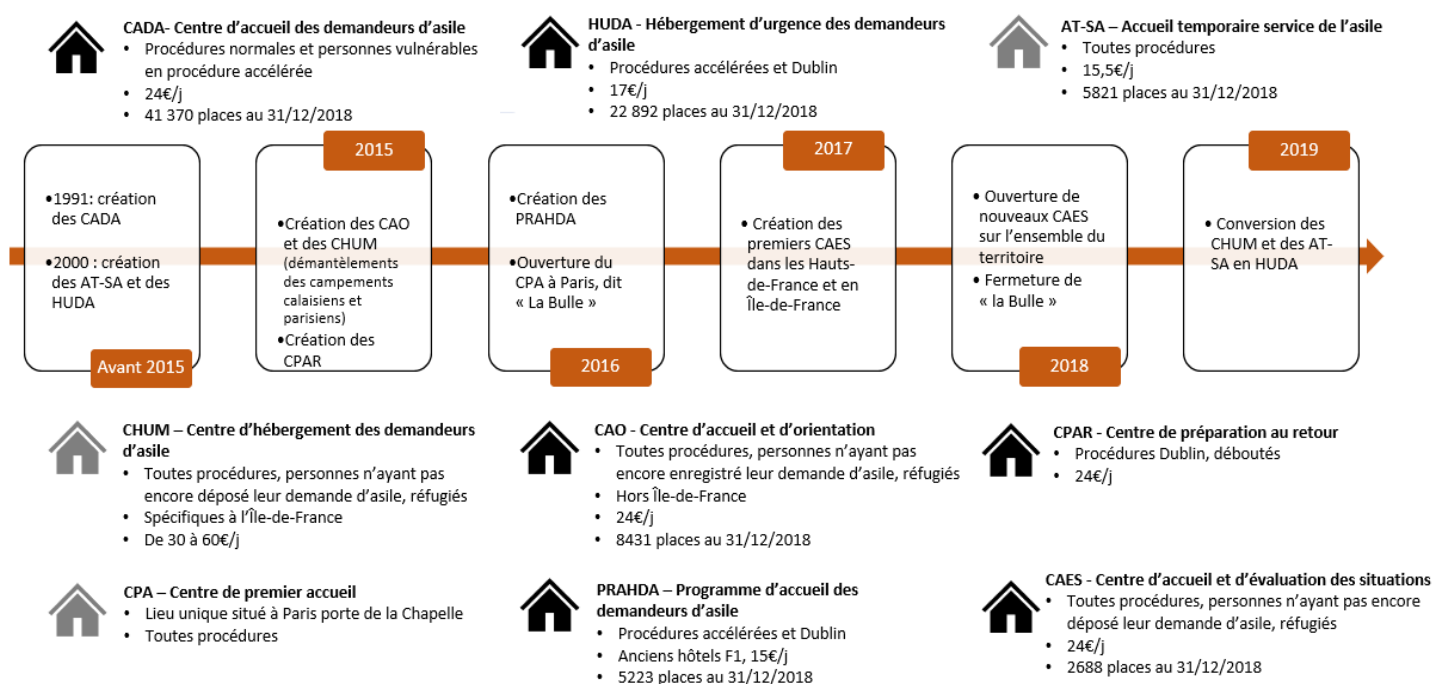 CADA- Centre d’accueil des demandeurs d’asile
• Procédures normales et personnes vulnérables
en procédure accélérée
• 24€/j
• 41 370 places au 31/12/2018
HUDA - Hébergement d’urgence des demandeurs
d’asile
• Procédures accélérées et Dublin
• 17€/j
• 22 892 places au 31/12/2018
AT-SA – Accueil temporaire service de l’asile
• Toutes procédures
• 15,5€/j
• 5821 places au 31/12/2018
•1991: création
des CADA
•2000 : création
des AT-SA et des
HUDA
Avant 2015
2015
•Création des CAO
et des CHUM
(démantèlements
des campements
calaisiens et
parisiens)
•Création des
CPAR
•Création des
PRAHDA
•Ouverture du
CPA à Paris, dit
« La Bulle »
2016
2017
• Création des
premiers CAES
dans les Hauts-
de-France et en
Île-de-France
• Ouverture de
nouveaux CAES
sur l’ensemble du
territoire
• Fermeture de
« la Bulle »
2018
2019
• Conversion des
CHUM et des AT-
SA en HUDA
CHUM – Centre d’hébergement des demandeurs
d’asile
• Toutes procédures, personnes n’ayant pas
encore déposé leur demande d’asile, réfugiés
• Spécifiques à l’Île-de-France
• De 30 à 60€/j
CAO - Centre d’accueil et d’orientation
• Toutes procédures, personnes n’ayant pas
encore enregistré leur demande d’asile, réfugiés
• Hors Île-de-France
• 24€/j
• 8431 places au 31/12/2018
CPAR - Centre de préparation au retour
• Procédures Dublin, déboutés
• 24€/j
CPA – Centre de premier accueil
• Lieu unique situé à Paris porte de la Chapelle
• Toutes procédures
PRAHDA – Programme d’accueil des
demandeurs d’asile
• Procédures accélérées et Dublin
• Anciens hôtels F1, 15€/j
• 5223 places au 31/12/2018
CAES - Centre d’accueil et d’évaluation des situations
• Toutes procédures, personnes n’ayant pas encore
déposé leur demande d’asile, réfugiés
• 24€/j
• 2688 places au 31/12/2018